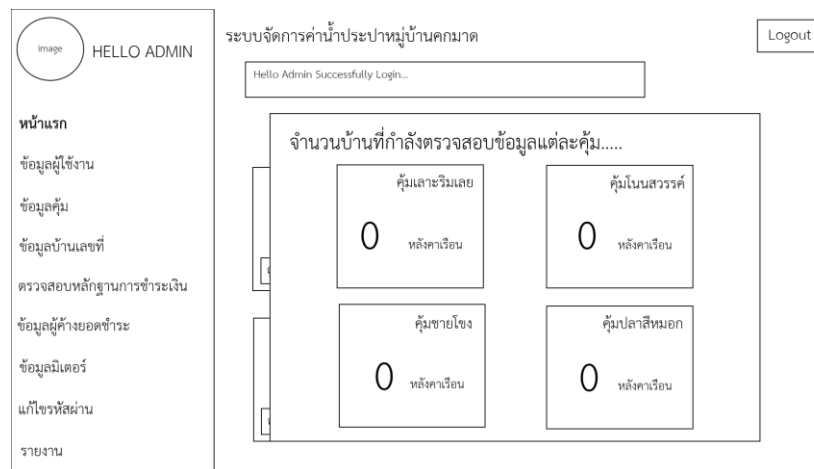 image
HELLO ADMIN
หน้าแรก
ข้อมูลผู้ใช้งาน
ข้อมูลคุ้ม
ข้อมูลบ้านเลขที่
ตรวจสอบหลักฐานการชำระเงิน
ข้อมูลผู้ค้างยอดชำระ
ข้อมูลมิเตอร์
แก้ไขรหัสผ่าน
รายงาน
ระบบจัดการค่าน้ำประปาหมู่บ้านคกมาด
Logout
Hello Admin Successfully Login...
จำนวนบ้านที่กำลังตรวจสอบข้อมูลแต่ละคุ้ม.....
คุ้มเลาะริมเลย
0 หลังคาเรือน
คุ้มโนนสวรรค์
0 หลังคาเรือน
คุ้มชายโขง
0 หลังคาเรือน
คุ้มปลาสีหมอก
0 หลังคาเรือน